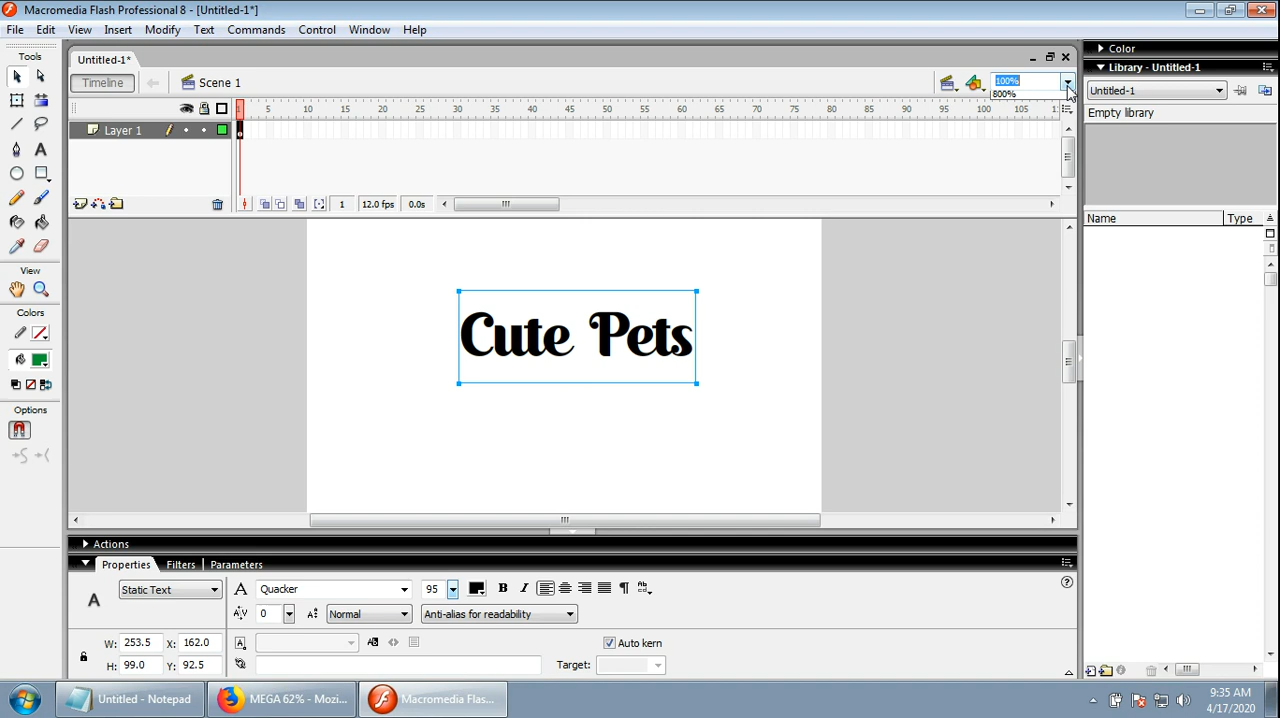 Macromedia Flash Professional 8 - [Untitled-1*]
File Edit View Insert Modify Text Commands Control Window Help
Tools
Untitled-1*
Color
Library - Untitled-1
Timeline
Scene 1
100%
800%
Untitled-1
Empty library
1 5 10 15 20 25 30 35 40 45 50 55 60 65 70 75 80 85 90 95 100 105
Layer 1
1 12.0 fps 0.0s
Name Type
View
Colors
Options
Cute Pets
Actions
Properties Filters Parameters
Static Text
A Quacker 95 B I
0 Normal Anti-alias for readability
W: 253.5 X: 162.0
Auto kern
H: 99.0 Y: 92.5
Target:
Untitled - Notepad
MEGA 62% - Mozi...
Macromedia Flas...
9:35 AM
4/17/2020